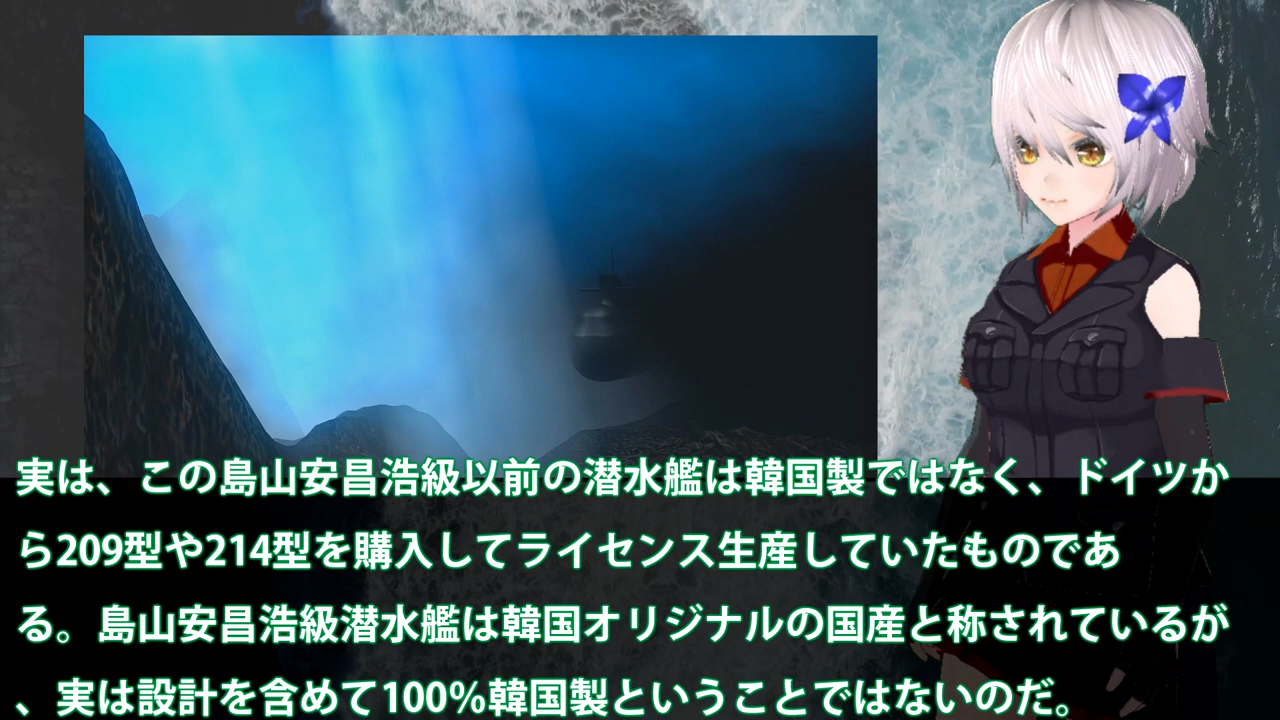 実は、この島山安昌浩級以前の潜水艦は韓国製ではなく、ドイツか
ら209型や214型を購入してライセンス生産していたものであ
る。島山安昌浩級潜水艦は韓国オリジナルの国産と称されているが
、実は設計を含めて100%韓国製ということではないのだ。